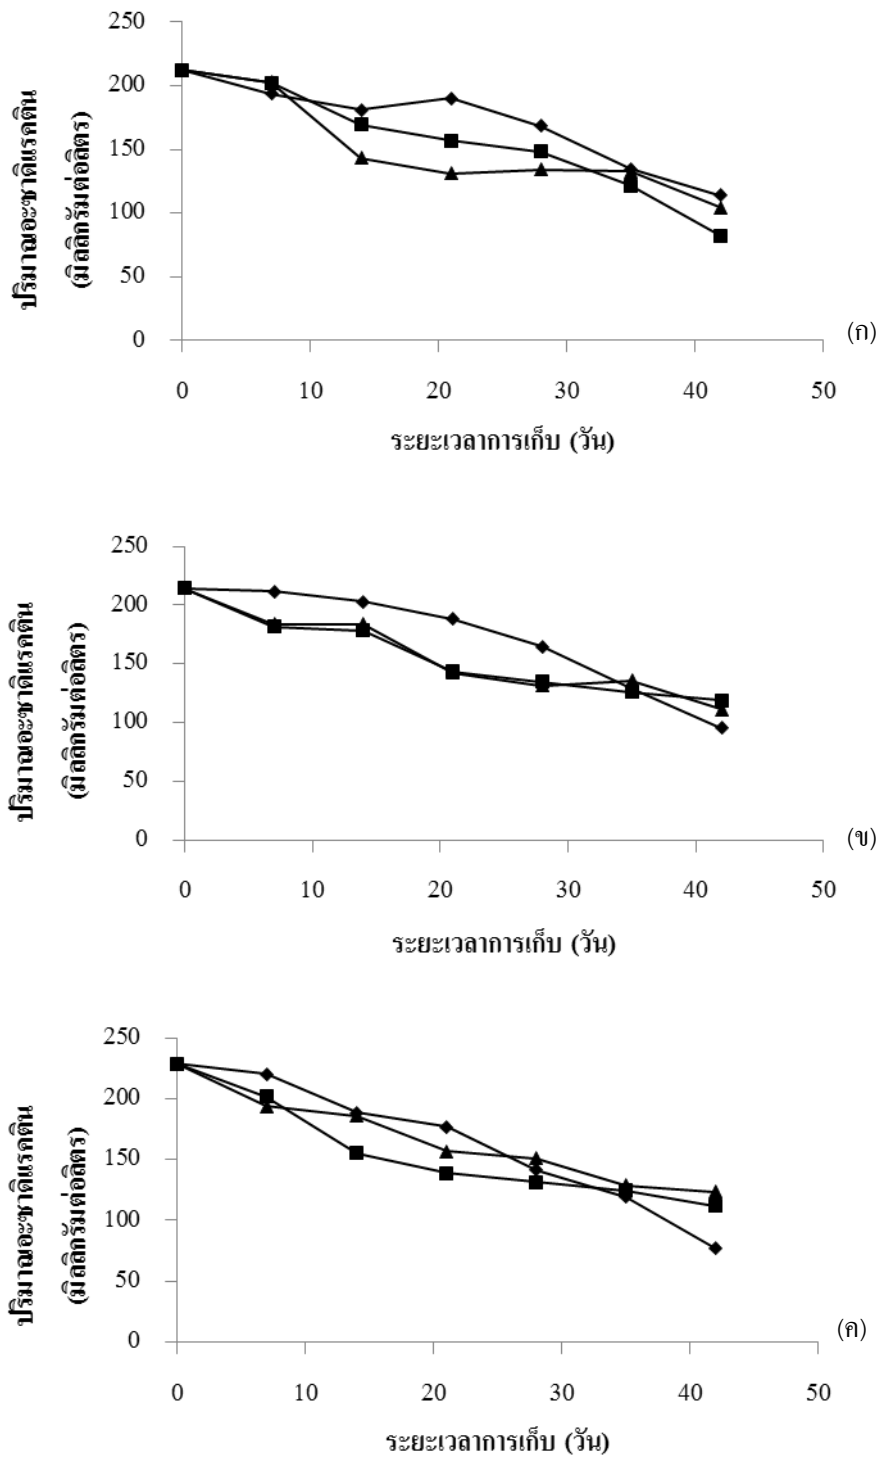 250
200
150
100
50
0
ปริมาณอะซาดิแรคติน
(มิลลิกรัมต่อลิตร)
(ก)
0 10 20 30 40 50
ระยะเวลาการเก็บ (วัน)
250
200
150
100
50
0
ปริมาณอะซาดิแรคติน
(มิลลิกรัมต่อลิตร)
(ข)
0 10 20 30 40 50
ระยะเวลาการเก็บ (วัน)
250
200
150
100
50
0
ปริมาณอะซาดิแรคติน
(มิลลิกรัมต่อลิตร)
(ค)
0 10 20 30 40 50
ระยะเวลาการเก็บ (วัน)